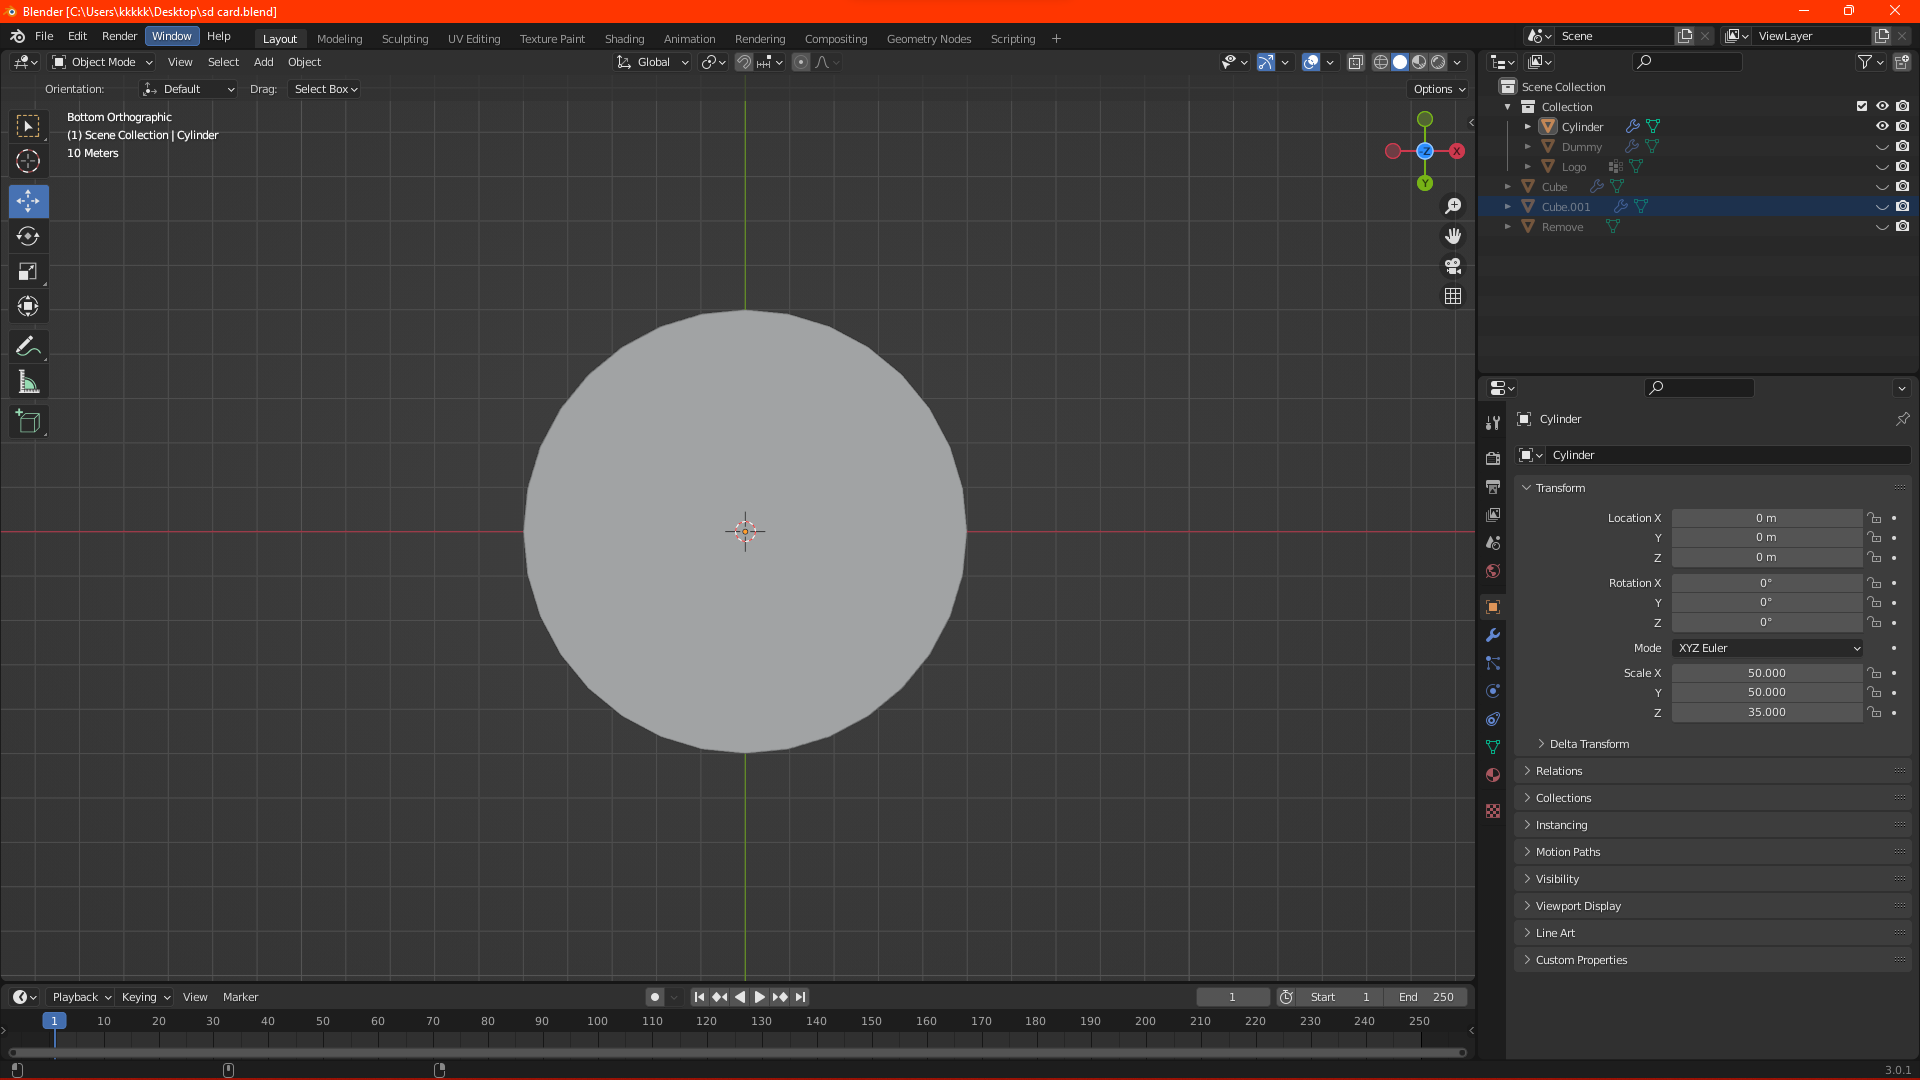 Blender [C:\Users\kkkkk\Desktop\sd card.blend]
File Edit Render Window Help Layout Modeling Sculpting UV Editing Texture Paint Shading Animation Rendering Compositing Geometry Nodes Scripting + Scene ViewLayer
Object Mode View Select Add Object Global
Orientation: Default Drag: Select Box Options
Bottom Orthographic
(1) Scene Collection | Cylinder
10 Meters
X
Y
Z
Scene Collection
Collection
Cylinder
Dummy
Logo
Cube
Cube.001
Remove
Cylinder
Cylinder
Transform
Location X 0 m
Y 0 m
Z 0 m
Rotation X 0°
Y 0°
Z 0°
Mode XYZ Euler
Scale X 50.000
Y 50.000
Z 35.000
Delta Transform
Relations
Collections
Instancing
Motion Paths
Visibility
Viewport Display
Line Art
Custom Properties
Playback Keying View Marker 1 Start 1 End 250
1 10 20 30 40 50 60 70 80 90 100 110 120 130 140 150 160 170 180 190 200 210 220 230 240 250
3.0.1